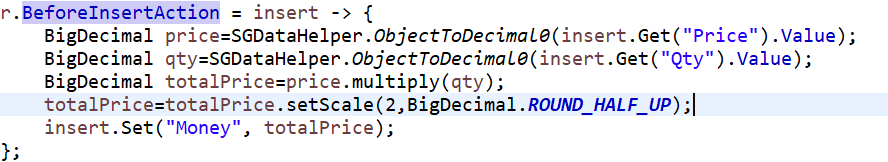 r.BeforeInsertAction = insert -> {
BigDecimal price=SGDataHelper.ObjectToDecimal0(insert.Get("Price").Value);
BigDecimal qty=SGDataHelper.ObjectToDecimal0(insert.Get("Qty").Value);
BigDecimal totalPrice=price.multiply(qty);
totalPrice=totalPrice.setScale(2,BigDecimal.ROUND_HALF_UP);
insert.Set("Money", totalPrice);
};